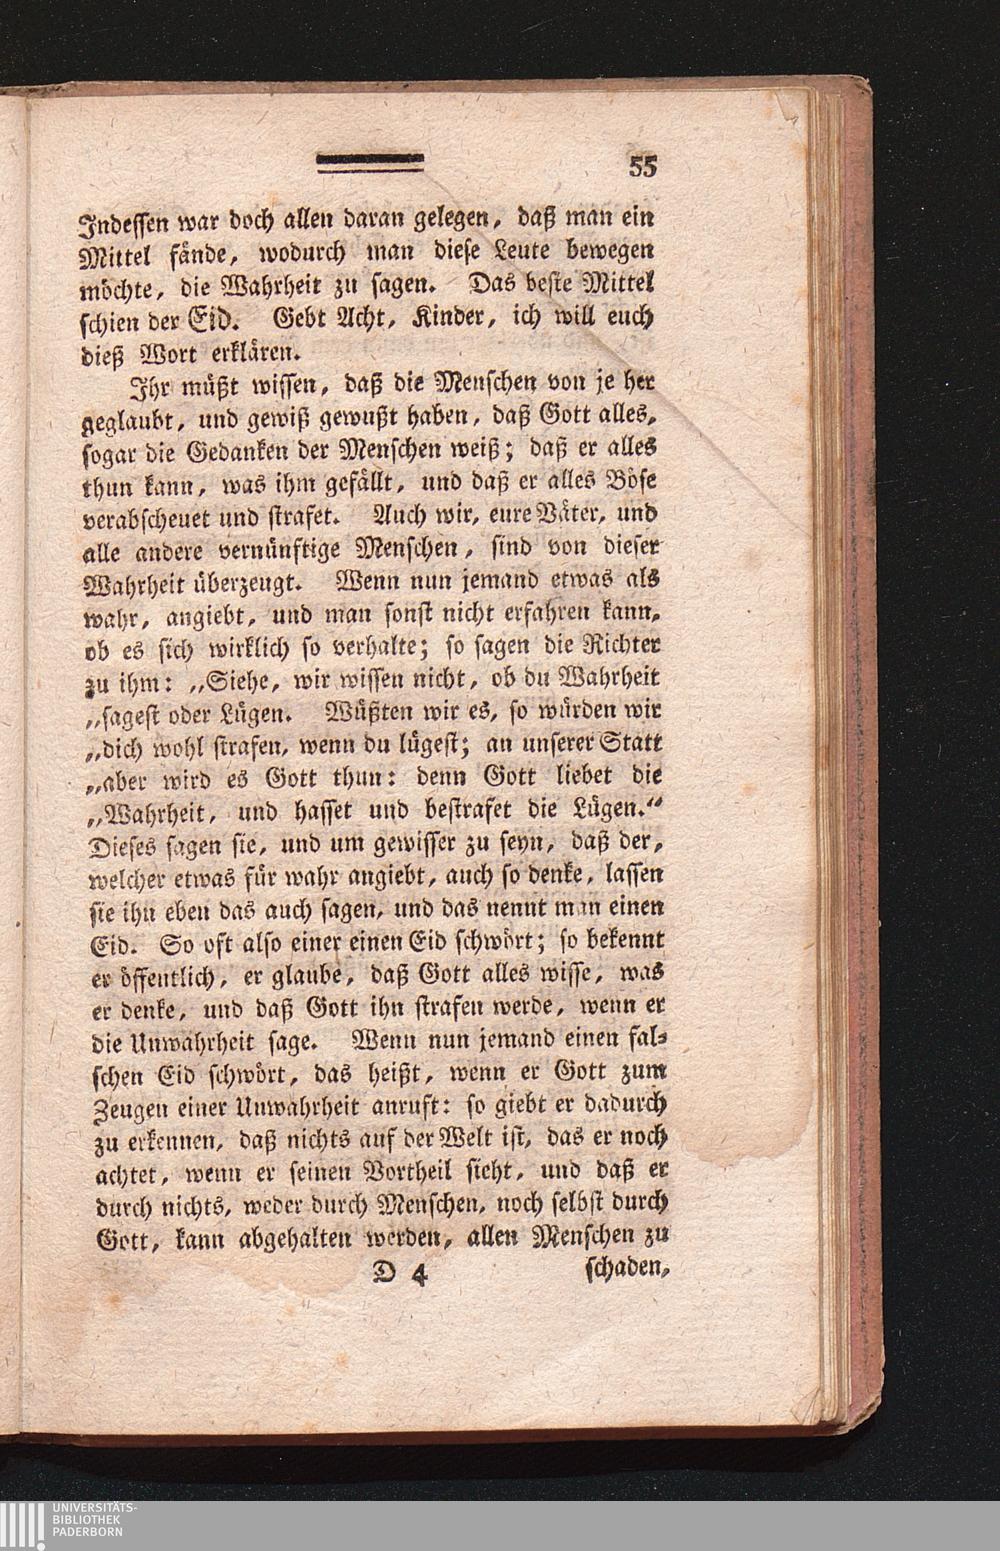 55
Indessen war doch allen daran gelegen, daß man ein
Mittel fände, wodurch man diese Leute bewegen
möchte, die Wahrheit zu sagen. Das beste Mittel
schien der Eid. Gebt Acht, Kinder, ich will euch
dieß Wort erklären.
Ihr müßt wissen, daß die Menschen von je her
geglaubt, und gewiß gewußt haben, daß Gott alles,
sogar die Gedanken der Menschen weiß; daß er alles
thun kann, was ihm gefällt, und daß er alles Böse
verabscheuet und strafet. Auch wir, eure Väter, und
alle andere vernünftige Menschen, sind von dieser
Wahrheit überzeugt. Wenn nun jemand etwas als
wahr, angiebt, und man sonst nicht erfahren kann,
ob es sich wirklich so verhalte; so sagen die Richter
zu ihm: „Siehe, wir wissen nicht, ob du Wahrheit
„sagest oder Lügen. Wüßten wir es, so würden wir
„dich wohl strafen, wenn du lügest; an unserer Statt
„aber wird es Gott thun: denn Gott liebet die
„Wahrheit, und hasset und bestrafet die Lügen.“
Dieses sagen sie, und um gewisser zu seyn, daß der,
welcher etwas für wahr angiebt, auch so denke, lassen
sie ihn eben das auch sagen, und das nennt man einen
Eid. So oft also einer einen Eid schwört; so bekennt
er öffentlich, er glaube, daß Gott alles wisse, was
er denke, und daß Gott ihn strafen werde, wenn er
die Unwahrheit sage. Wenn nun jemand einen fal-
schen Eid schwört, das heißt, wenn er Gott zum
Zeugen einer Unwahrheit anruft: so giebt er dadurch
zu erkennen, daß nichts auf der Welt ist, das er noch
achtet, wenn er seinen Vortheil sieht, und daß er
durch nichts, weder durch Menschen, noch selbst durch
Gott, kann abgehalten werden, allen Menschen zu
D 4 schaden,
UNIVERSITÄTS-
BIBLIOTHEK
PADERBORN